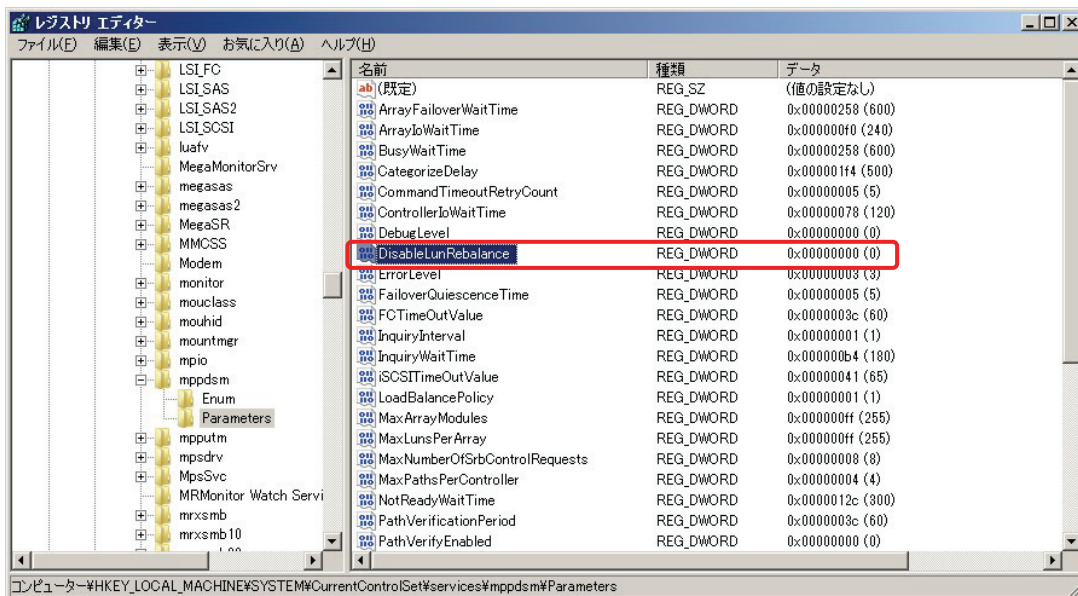 レジストリ エディター
ファイル(F) 編集(E) 表示(V) お気に入り(A) ヘルプ(H)
LSI_FC
LSI_SAS
LSI_SAS2
LSI_SCSI
luafv
MegaMonitorSrv
megasas
megasas2
MegaSR
MMCSS
Modem
monitor
mouclass
mouhid
mountmgr
mpio
mppdsm
Enum
Parameters
mpputm
mpsdrv
MpsSvc
MRMonitor Watch Servi
mrxsmb
mrxsmb10
名前 種類 データ
(既定) REG_SZ (値の設定なし)
ArrayFailoverWaitTime REG_DWORD 0x00000258 (600)
ArrayIoWaitTime REG_DWORD 0x000000f0 (240)
BusyWaitTime REG_DWORD 0x00000258 (600)
CategorizeDelay REG_DWORD 0x000001f4 (500)
CommandTimeoutRetryCount REG_DWORD 0x00000005 (5)
ControllerIoWaitTime REG_DWORD 0x00000078 (120)
DebugLevel REG_DWORD 0x00000000 (0)
DisableLunRebalance REG_DWORD 0x00000000 (0)
ErrorLevel REG_DWORD 0x00000003 (3)
FailoverQuiescenceTime REG_DWORD 0x00000005 (5)
FCTimeOutValue REG_DWORD 0x0000003c (60)
InquiryInterval REG_DWORD 0x00000001 (1)
InquiryWaitTime REG_DWORD 0x000000b4 (180)
iSCSITimeOutValue REG_DWORD 0x00000041 (65)
LoadBalancePolicy REG_DWORD 0x00000001 (1)
MaxArrayModules REG_DWORD 0x000000ff (255)
MaxLunsPerArray REG_DWORD 0x000000ff (255)
MaxNumberOfSrbControlRequests REG_DWORD 0x00000008 (8)
MaxPathsPerController REG_DWORD 0x00000004 (4)
NotReadyWaitTime REG_DWORD 0x0000012c (300)
PathVerificationPeriod REG_DWORD 0x0000003c (60)
PathVerifyEnabled REG_DWORD 0x00000000 (0)
コンピューター¥HKEY_LOCAL_MACHINE¥SYSTEM¥CurrentControlSet¥services¥mppdsm¥Parameters